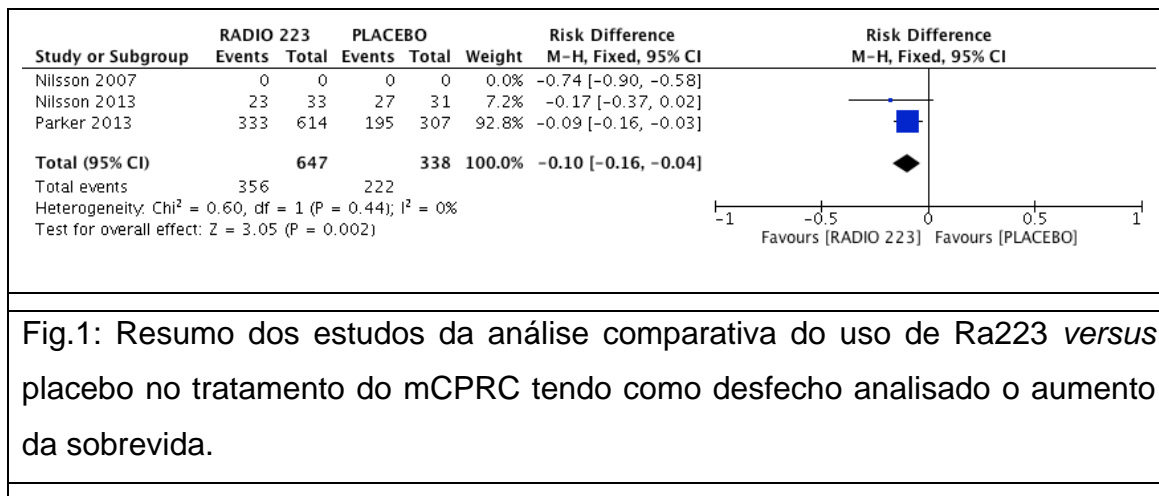 RADIO 223 PLACEBO Risk Difference Risk Difference
Study or Subgroup Events Total Events Total Weight M-H, Fixed, 95% CI M-H, Fixed, 95% CI
Nilsson 2007 0 0 0 0 0.0% -0.74 [-0.90, -0.58]
Nilsson 2013 23 33 27 31 7.2% -0.17 [-0.37, 0.02]
Parker 2013 333 614 195 307 92.8% -0.09 [-0.16, -0.03]
Total (95% CI) 647 338 100.0% -0.10 [-0.16, -0.04]
Total events 356 222
Heterogeneity: Chi² = 0.60, df = 1 (P = 0.44); I² = 0%
Test for overall effect: Z = 3.05 (P = 0.002)
-1 -0.5 0 0.5 1
Favours [RADIO 223] Favours [PLACEBO]
Fig.1: Resumo dos estudos da análise comparativa do uso de Ra223 versus
placebo no tratamento do mCPRC tendo como desfecho analisado o aumento
da sobrevida.